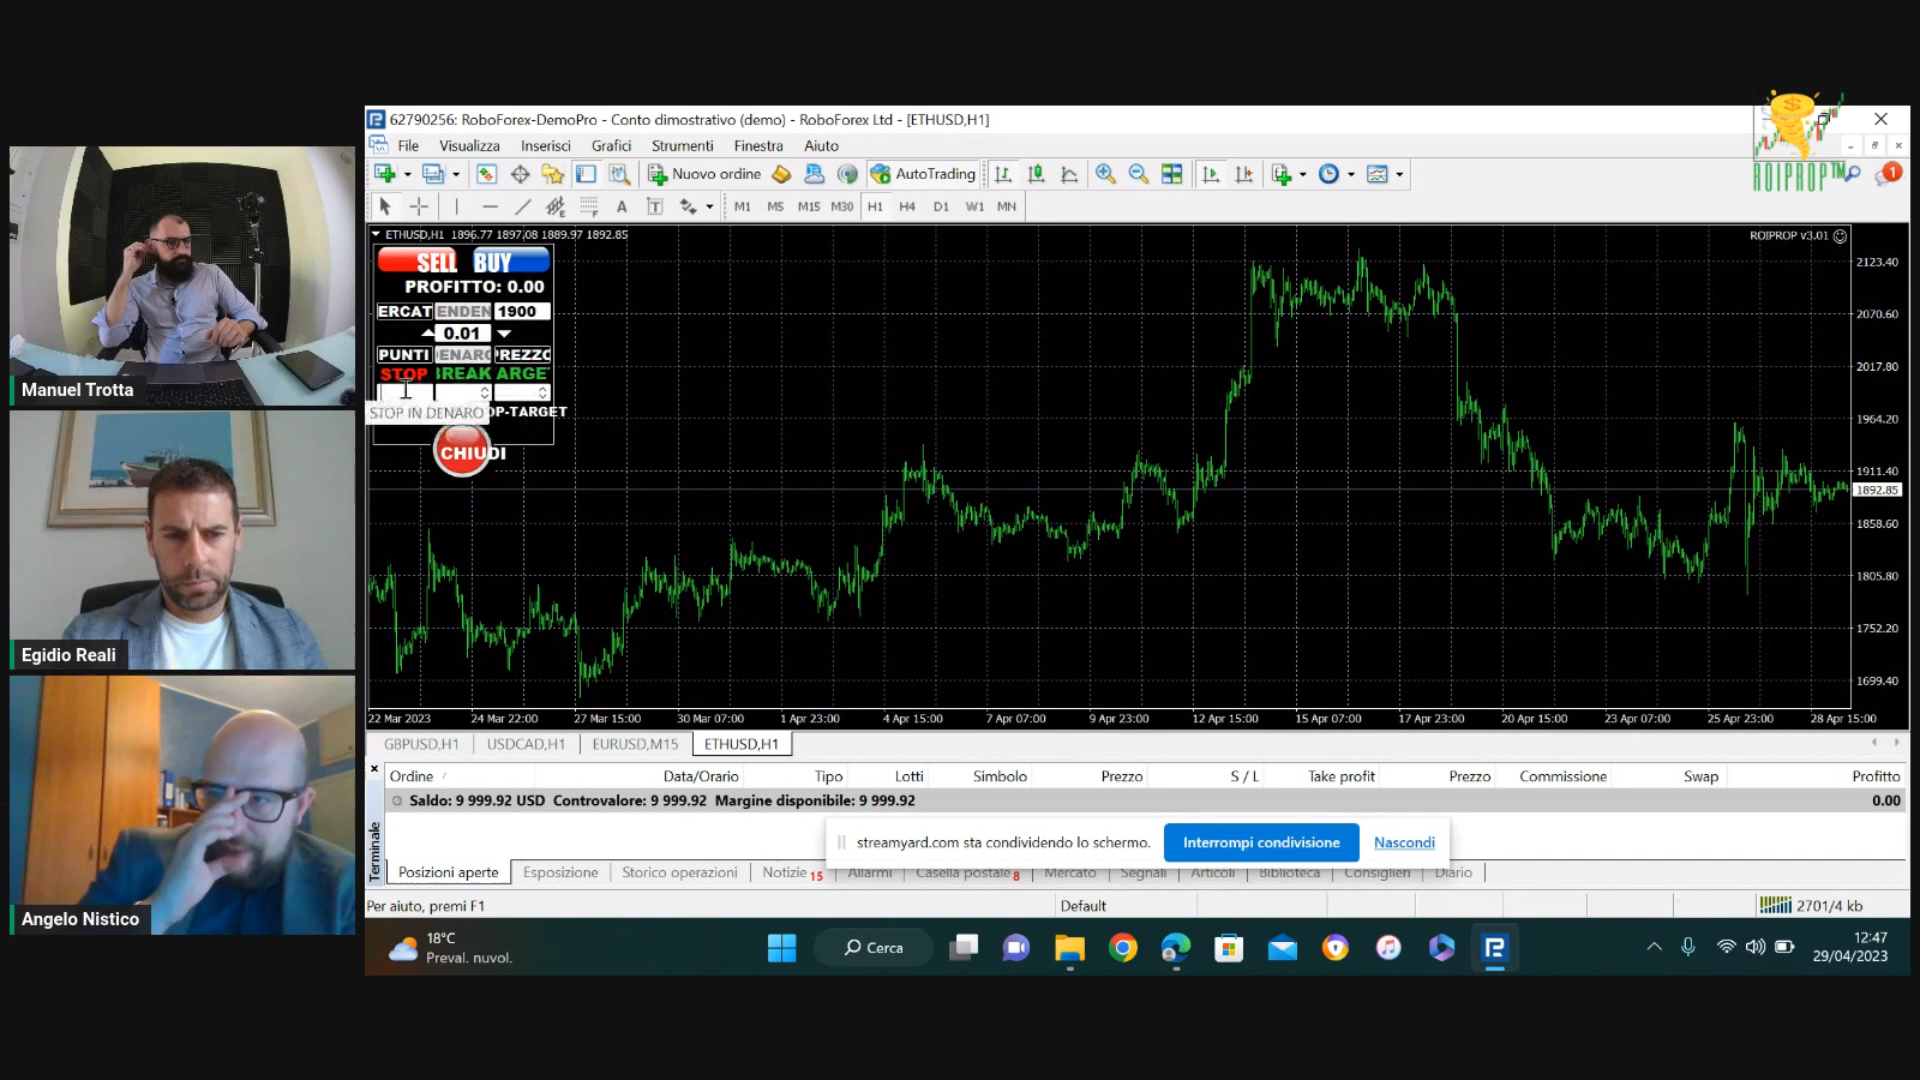 Manuel Trotta
Egidio Reali
Angelo Nistico
62790256: RoboForex-DemoPro - Conto dimostrativo (demo) - RoboForex Ltd - [ETHUSD,H1]
File Visualizza Inserisci Grafici Strumenti Finestra Aiuto
Nuovo ordine AutoTrading
ROIPROP™
1
A T M1 M5 M15 M30 H1 H4 D1 W1 MN
ETHUSD,H1 1896.77 1897.08 1889.97 1892.85
ROIPROP v3.01
SELL BUY
PROFITTO: 0.00
ERCAT ENDEN 1900
0.01
PUNTI ENARO PREZZO
STOP BREAK ARGET
STOP IN DENARO OP-TARGET
CHIUDI
2123.40
2070.60
2017.80
1964.20
1911.40
1892.85
1858.60
1805.80
1752.20
1699.40
22 Mar 2023 24 Mar 22:00 27 Mar 15:00 30 Mar 07:00 1 Apr 23:00 4 Apr 15:00 7 Apr 07:00 9 Apr 23:00 12 Apr 15:00 15 Apr 07:00 17 Apr 23:00 20 Apr 15:00 23 Apr 07:00 25 Apr 23:00 28 Apr 15:00
GBPUSD,H1 USDCAD,H1 EURUSD,M15 ETHUSD,H1
Ordine Data/Orario Tipo Lotti Simbolo Prezzo S / L Take profit Prezzo Commissione Swap Profitto
Saldo: 9 999.92 USD Controvalore: 9 999.92 Margine disponibile: 9 999.92 0.00
streamyard.com sta condividendo lo schermo. Interrompi condivisione Nascondi
Terminale
Posizioni aperte Esposizione Storico operazioni Notizie 15 Allarmi Casella postale 8 Mercato Segnali Articoli Biblioteca Consiglieri Diario
Per aiuto, premi F1 Default 2701/4 kb
18°C
Preval. nuvol.
Cerca
12:47
29/04/2023